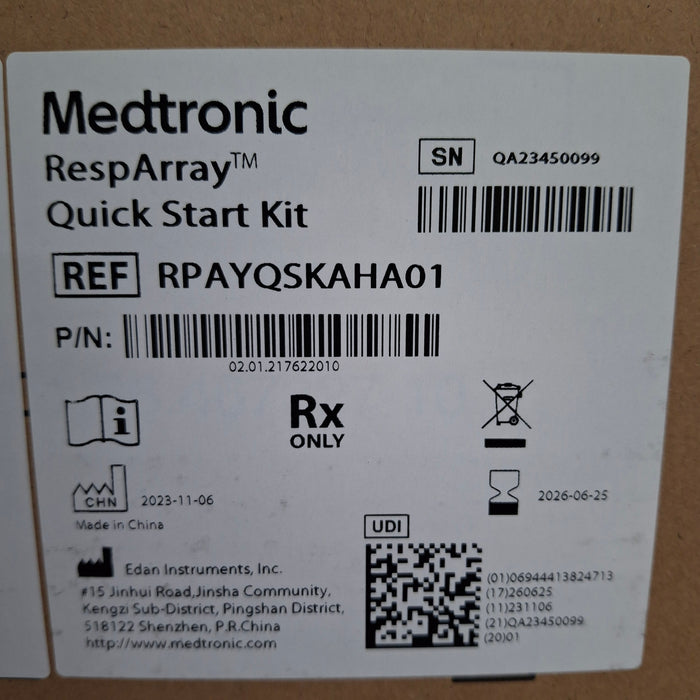 Medtronic
RespArray™
Quick Start Kit
SN QA23450099
REF RPAYQSKAHA01
P/N:
02.01.217622010
i
Rx
ONLY
CHN 2023-11-06
2026-06-25
Made in China
UDI
Edan Instruments, Inc.
#15 Jinhui Road,Jinsha Community,
Kengzi Sub-District, Pingshan District,
518122 Shenzhen, P.R.China
http://www.medtronic.com
(01)06944413824713
(17)260625
(11)231106
(21)QA23450099
(20)01